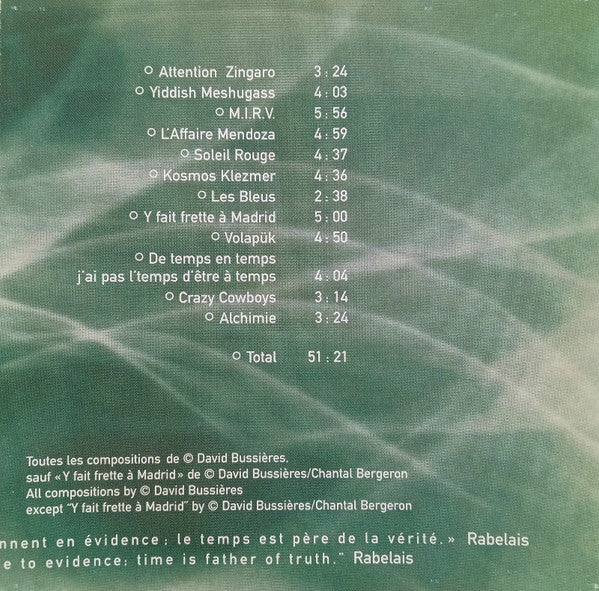 Attention Zingaro 3:24
Yiddish Meshugass 4:03
M.I.R.V. 5:56
L'Affaire Mendoza 4:59
Soleil Rouge 4:37
Kosmos Klezmer 4:36
Les Bleus 2:38
Y fait frette à Madrid 5:00
Volapük 4:50
De temps en temps
j'ai pas l'temps d'être à temps 4:04
Crazy Cowboys 3:14
Alchimie 3:24
Total 51:21
Toutes les compositions de © David Bussières.
sauf «Y fait frette à Madrid» de © David Bussières/Chantal Bergeron
All compositions by © David Bussières
except "Y fait frette à Madrid" by © David Bussières/Chantal Bergeron
nnent en évidence; le temps est père de la vérité.» Rabelais
e to evidence; time is father of truth." Rabelais